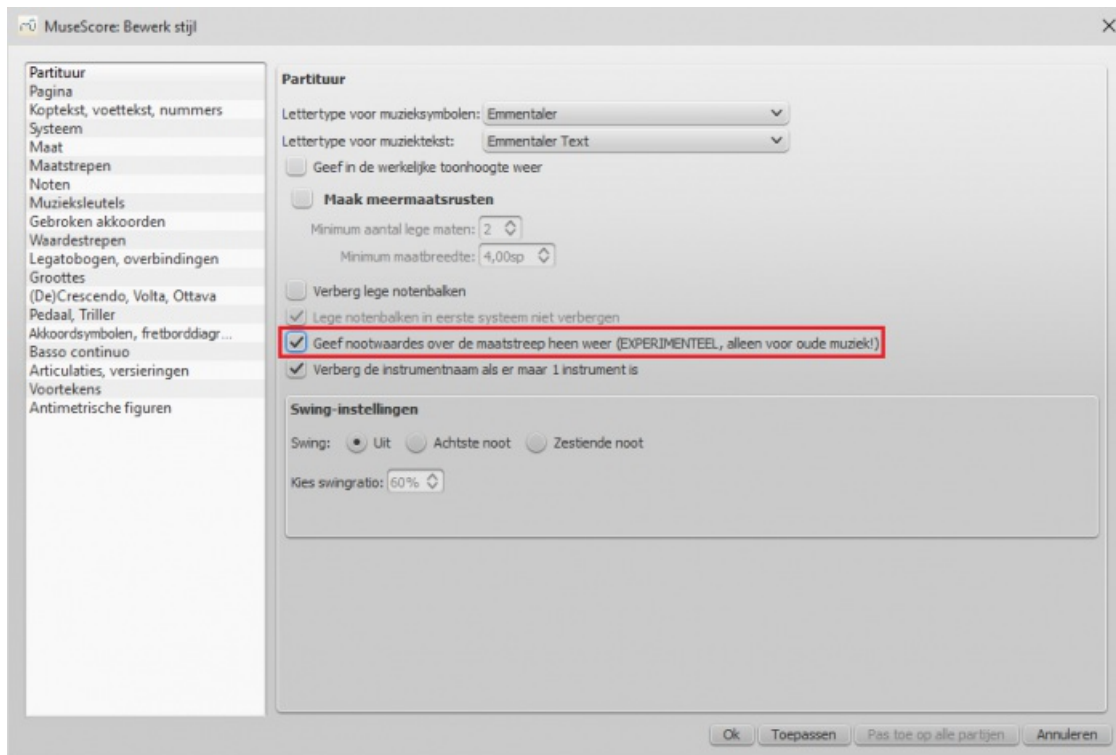 MuseScore: Bewerk stijl
Partituur
Pagina
Koptekst, voettekst, nummers
Systeem
Maat
Maatstrepen
Noten
Muzieksleutels
Gebroken akkoorden
Waardestrepen
Legatobogen, overbindingen
Groottes
(De)Crescendo, Volta, Ottava
Pedaal, Triller
Akkoordsymbolen, fretborddiagr...
Basso continuo
Articulaties, versieringen
Voortekens
Antimetrische figuren
Partituur
Lettertype voor muzieksymbolen: Emmentaler
Lettertype voor muziektekst: Emmentaler Text
Geef in de werkelijke toonhoogte weer
Maak meermaatsrusten
Minimum aantal lege maten: 2
Minimum maatbreedte: 4,00sp
Verberg lege notenbalken
Lege notenbalken in eerste systeem niet verbergen
Geef nootwaardes over de maatstreep heen weer (EXPERIMENTEEL, alleen voor oude muziek!)
Verberg de instrumentnaam als er maar 1 instrument is
Swing-instellingen
Swing: Uit Achtste noot Zestiende noot
Kies swingratio: 60%
Ok Toepassen Pas toe op alle partijen Annuleren